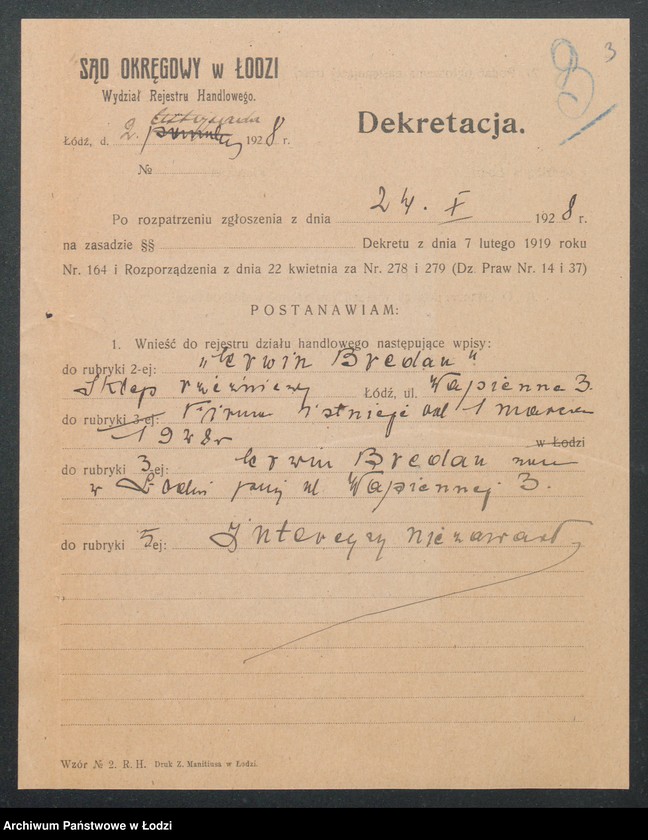 3
SĄD OKRĘGOWY w ŁODZI
Wydział Rejestru Handlowego.
Łódź, d. 2. 1928 r.
Dekretacja.
№
Po rozpatrzeniu zgłoszenia z dnia 24. X 1928 r.
na zasadzie §§ Dekretu z dnia 7 lutego 1919 roku
Nr. 164 i Rozporządzenia z dnia 22 kwietnia za Nr. 278 i 279 (Dz. Praw Nr. 14 i 37)
POSTANAWIAM:
1. Wnieść do rejestru działu handlowego następujące wpisy:
do rubryki 2-ej: "Erwin Bredau"
Sklep rzeźniczy Łódź, ul. Wapienna 3.
do rubryki 3-ej: Firma istnieje od 1 marca
1928 r w Łodzi
do rubryki 3 ej: Erwin Bredau zam
w Łodzi przy ul Wapiennej 3.
do rubryki 5 ej: Intercyzy nie zawarł
Wzór № 2. R. H. Druk Z. Manitiusa w Łodzi.
Archiwum Państwowe w Łodzi